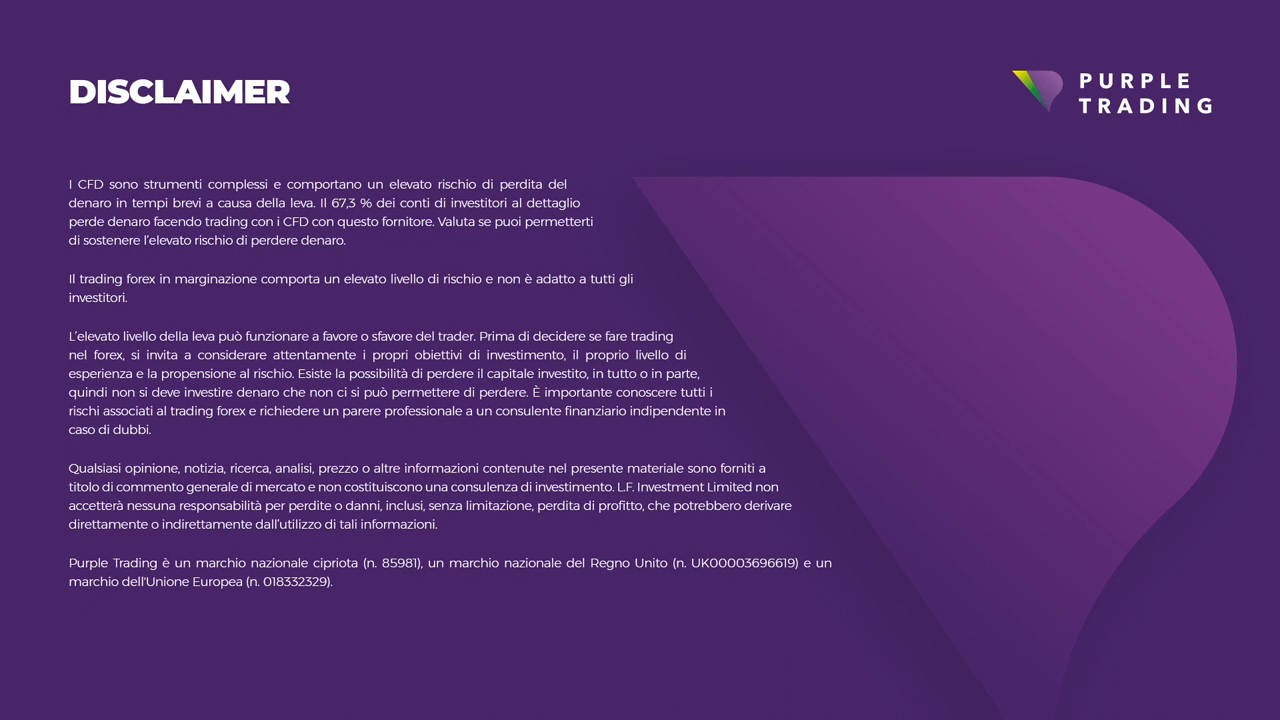 DISCLAIMER
PURPLE
TRADING
I CFD sono strumenti complessi e comportano un elevato rischio di perdita del
denaro in tempi brevi a causa della leva. Il 67,3 % dei conti di investitori al dettaglio
perde denaro facendo trading con i CFD con questo fornitore. Valuta se puoi permetterti
di sostenere l'elevato rischio di perdere denaro.
Il trading forex in marginazione comporta un elevato livello di rischio e non è adatto a tutti gli
investitori.
L'elevato livello della leva può funzionare a favore o sfavore del trader. Prima di decidere se fare trading
nel forex, si invita a considerare attentamente i propri obiettivi di investimento, il proprio livello di
esperienza e la propensione al rischio. Esiste la possibilità di perdere il capitale investito, in tutto o in parte,
quindi non si deve investire denaro che non ci si può permettere di perdere. È importante conoscere tutti i
rischi associati al trading forex e richiedere un parere professionale a un consulente finanziario indipendente in
caso di dubbi.
Qualsiasi opinione, notizia, ricerca, analisi, prezzo o altre informazioni contenute nel presente materiale sono forniti a
titolo di commento generale di mercato e non costituiscono una consulenza di investimento. L.F. Investment Limited non
accetterà nessuna responsabilità per perdite o danni, inclusi, senza limitazione, perdita di profitto, che potrebbero derivare
direttamente o indirettamente dall'utilizzo di tali informazioni.
Purple Trading è un marchio nazionale cipriota (n. 85981), un marchio nazionale del Regno Unito (n. UK00003696619) e un
marchio dell'Unione Europea (n. 018332329).